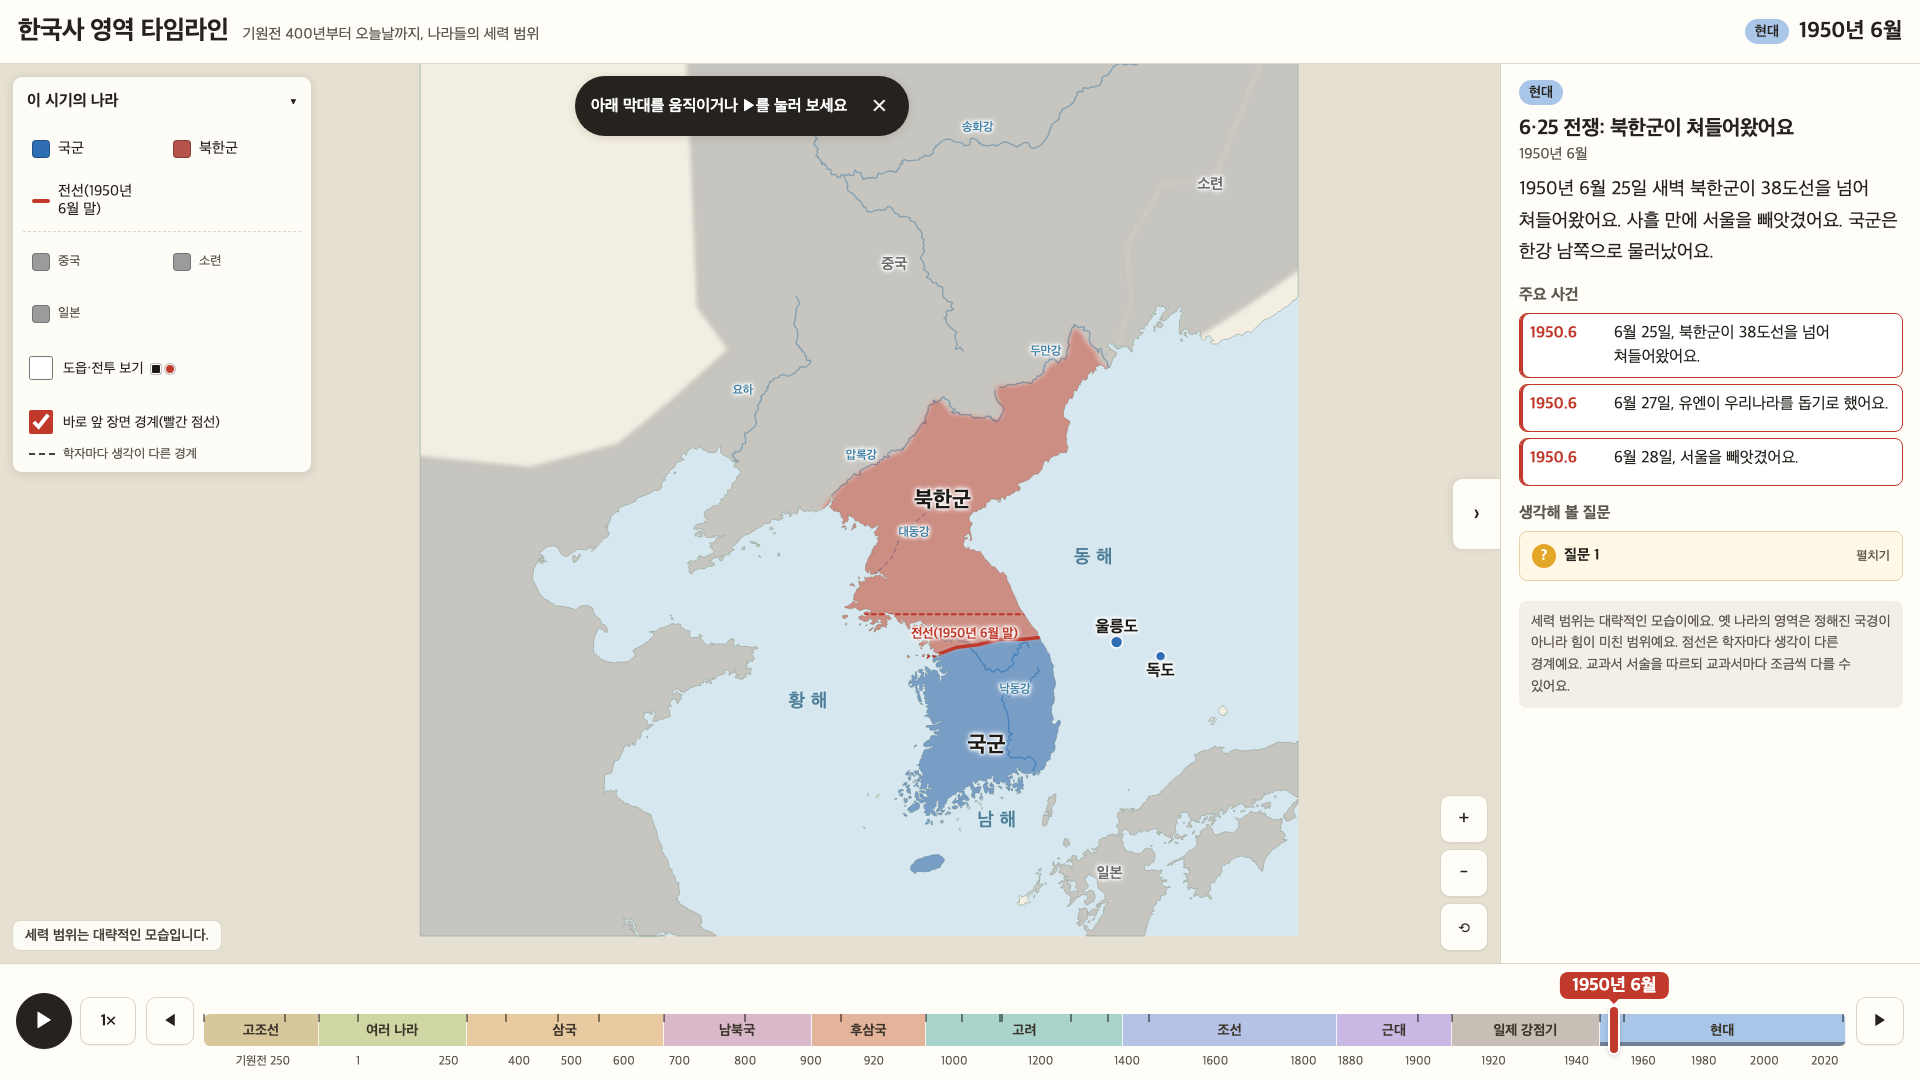 한국사 영역 타임라인
기원전 400년부터 오늘날까지, 나라들의 세력 범위
현대
1950년 6월
이 시기의 나라
국군
북한군
전선(1950년
6월 말)
중국
소련
일본
도읍·전투 보기
바로 앞 장면 경계(빨간 점선)
학자마다 생각이 다른 경계
아래 막대를 움직이거나 ▶를 눌러 보세요 ✕
송화강
소련
중국
두만강
요하
압록강
북한군
대동강
동해
전선(1950년 6월 말)
울릉도
독도
낙동강
황해
국군
남해
일본
세력 범위는 대략적인 모습입니다.
+
−
현대
6·25 전쟁: 북한군이 쳐들어왔어요
1950년 6월
1950년 6월 25일 새벽 북한군이 38도선을 넘어
쳐들어왔어요. 사흘 만에 서울을 빼앗겼어요. 국군은
한강 남쪽으로 물러났어요.
주요 사건
1950.6 6월 25일, 북한군이 38도선을 넘어
쳐들어왔어요.
1950.6 6월 27일, 유엔이 우리나라를 돕기로 했어요.
1950.6 6월 28일, 서울을 빼앗겼어요.
생각해 볼 질문
? 질문 1 펼치기
세력 범위는 대략적인 모습이에요. 옛 나라의 영역은 정해진 국경이
아니라 힘이 미친 범위예요. 점선은 학자마다 생각이 다른
경계예요. 교과서 서술을 따르되 교과서마다 조금씩 다를 수
있어요.
1950년 6월
1×
고조선 여러 나라 삼국 남북국 후삼국 고려 조선 근대 일제 강점기 현대
기원전 250 1 250 400 500 600 700 800 900 920 1000 1200 1400 1600 1800 1880 1900 1920 1940 1960 1980 2000 2020